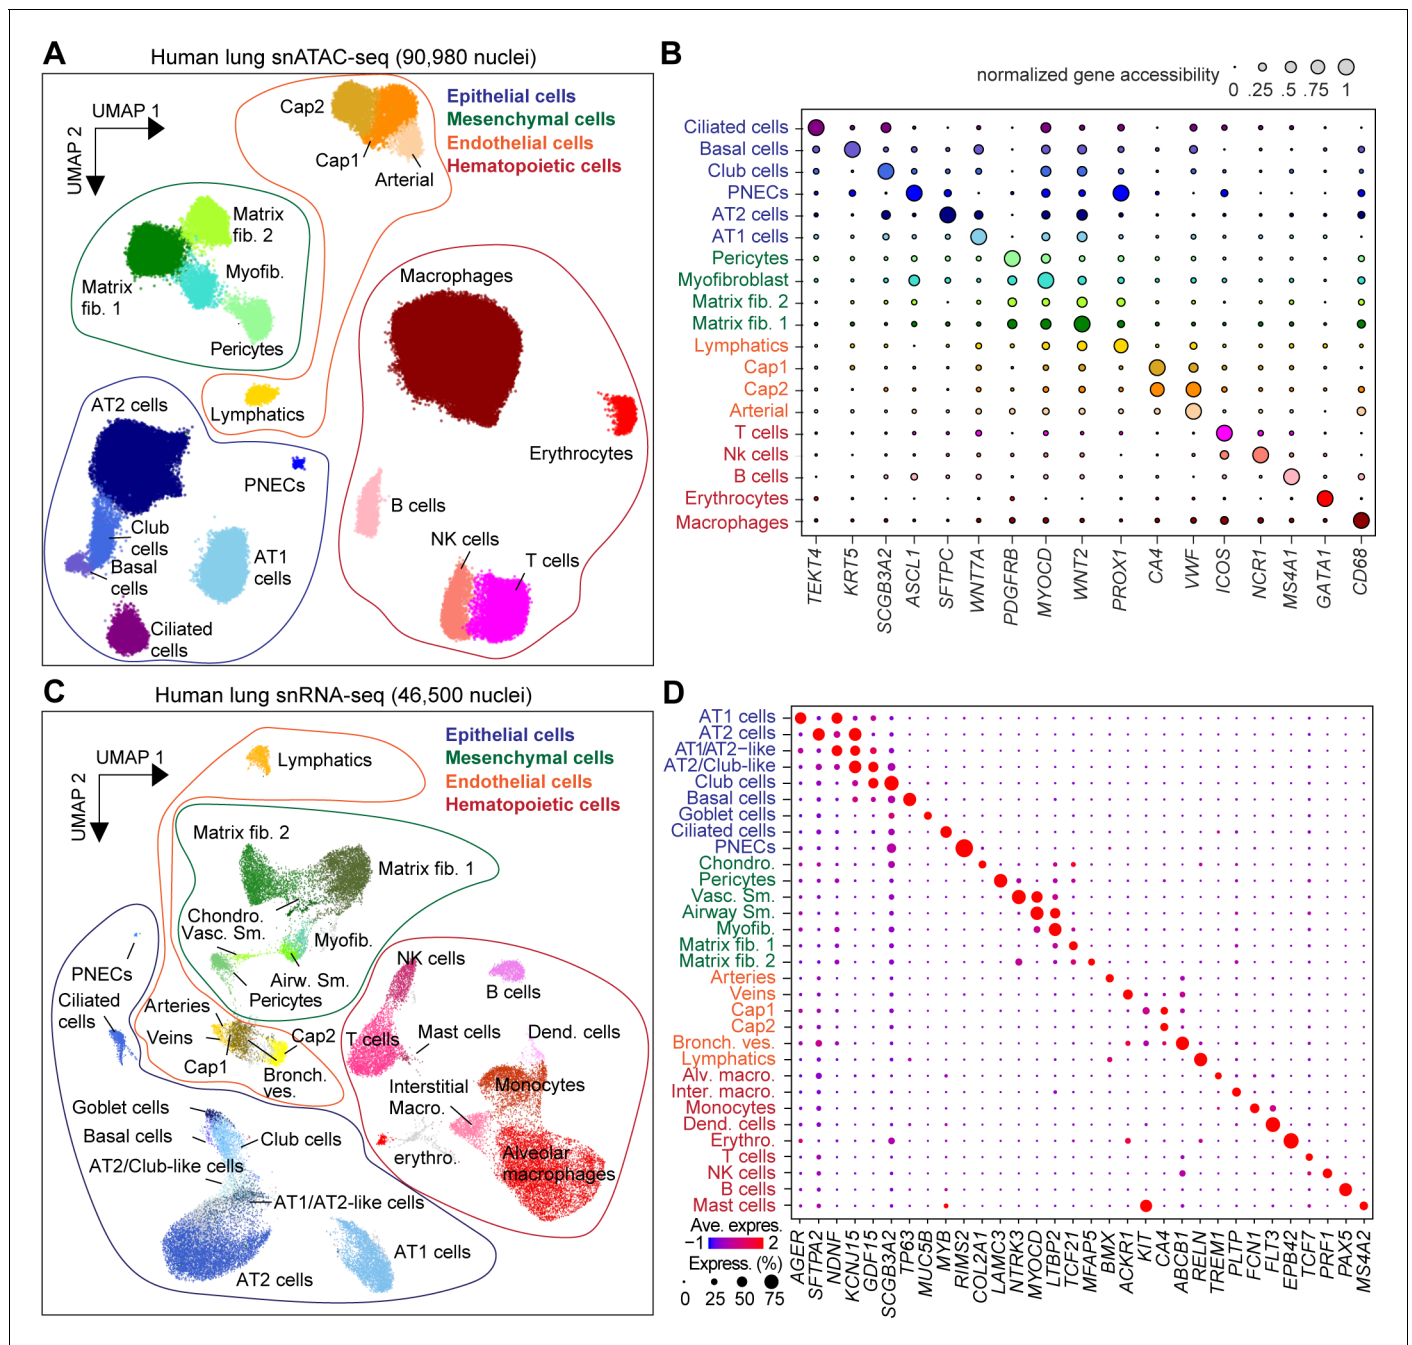 A
Human lung snATAC-seq (90,980 nuclei)
UMAP 1
UMAP 2
Epithelial cells
Mesenchymal cells
Endothelial cells
Hematopoietic cells
Cap2
Cap1
Arterial
Matrix
fib. 2
Matrix
fib. 1
Myofib.
Pericytes
Macrophages
Lymphatics
Erythrocytes
AT2 cells
PNECs
B cells
Club
cells
Basal
cells
AT1
cells
NK cells
T cells
Ciliated
cells
B
normalized gene accessibility
0 .25 .5 .75 1
Ciliated cells
Basal cells
Club cells
PNECs
AT2 cells
AT1 cells
Pericytes
Myofibroblast
Matrix fib. 2
Matrix fib. 1
Lymphatics
Cap1
Cap2
Arterial
T cells
Nk cells
B cells
Erythrocytes
Macrophages
TEKT4
KRT5
SCGB3A2
ASCL1
SFTPC
WNT7A
PDGFRB
MYOCD
WNT2
PROX1
CA4
VWF
ICOS
NCR1
MS4A1
GATA1
CD68
C
Human lung snRNA-seq (46,500 nuclei)
UMAP 1
UMAP 2
Epithelial cells
Mesenchymal cells
Endothelial cells
Hematopoietic cells
Lymphatics
Matrix fib. 2
Matrix fib. 1
Chondro.
Vasc. Sm.
Myofib.
Airw. Sm.
Pericytes
PNECs
Ciliated
cells
Arteries
Veins
Cap1
Cap2
Bronch.
ves.
NK cells
B cells
T cells
Mast cells
Dend. cells
Interstitial
Macro.
Monocytes
erythro.
Alveolar
macrophages
Goblet cells
Basal cells
Club cells
AT2/Club-like cells
AT1/AT2-like cells
AT1 cells
AT2 cells
D
AT1 cells
AT2 cells
AT1/AT2−like
AT2/Club-like
Club cells
Basal cells
Goblet cells
Ciliated cells
PNECs
Chondro.
Pericytes
Vasc. Sm.
Airway Sm.
Myofib.
Matrix fib. 1
Matrix fib. 2
Arteries
Veins
Cap1
Cap2
Bronch. ves.
Lymphatics
Alv. macro.
Inter. macro.
Monocytes
Dend. cells
Erythro.
T cells
NK cells
B cells
Mast cells
Ave. expres.
−1 2
Express. (%)
0 25 50 75
AGER
SFTPA2
NDNF
KCNJ15
GDF15
SCGB3A2
TP63
MUC5B
MYB
RIMS2
COL2A1
LAMC3
NTRK3
MYOCD
LTBP2
TCF21
MFAP5
BMX
ACKR1
KIT
CA4
ABCB1
RELN
TREM1
PLTP
FCN1
FLT3
EPB42
TCF7
PRF1
PAX5
MS4A2